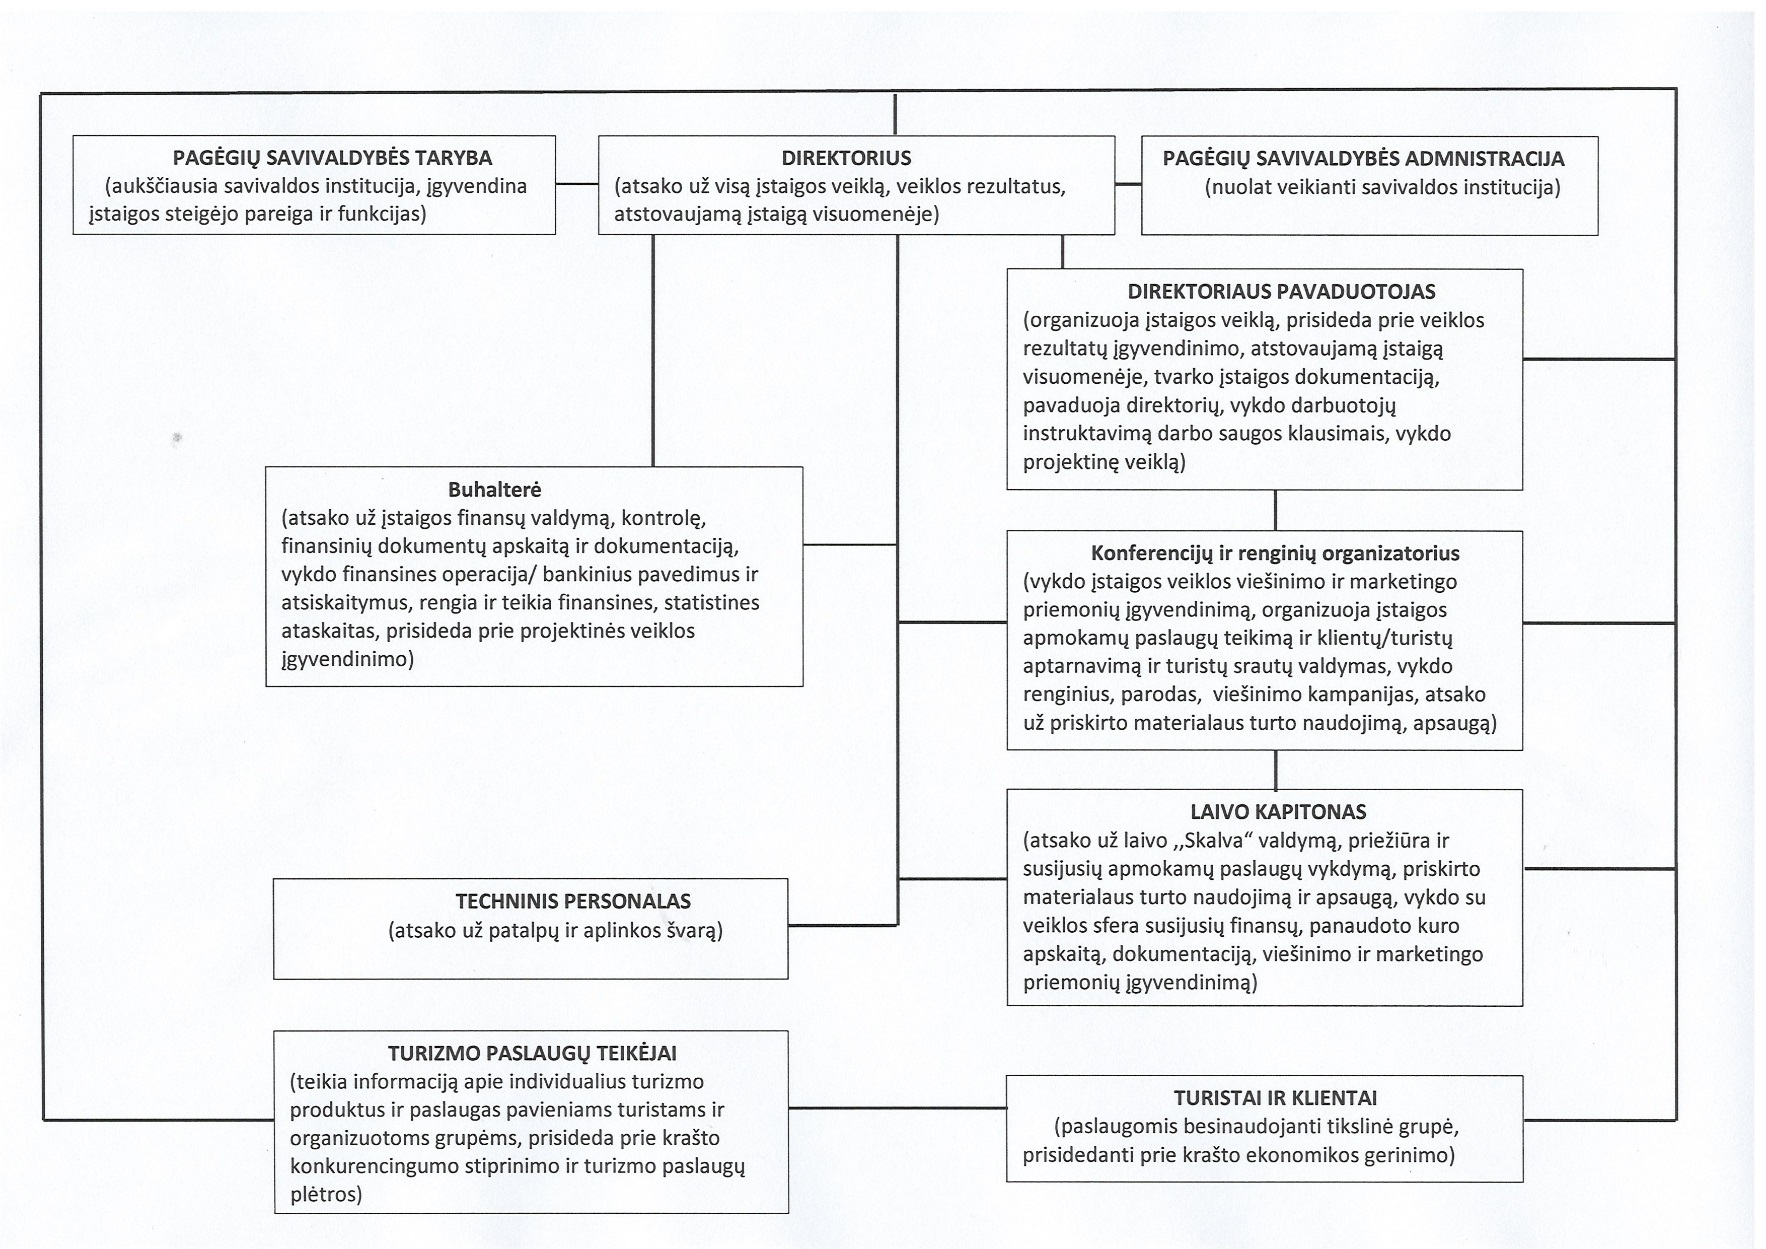 PAGĖGIŲ SAVIVALDYBĖS TARYBA
(aukščiausia savivaldos institucija, įgyvendina
įstaigos steigėjo pareiga ir funkcijas)
DIREKTORIUS
(atsako už visą įstaigos veiklą, veiklos rezultatus,
atstovaujamą įstaigą visuomenėje)
PAGĖGIŲ SAVIVALDYBĖS ADMNISTRACIJA
(nuolat veikianti savivaldos institucija)
DIREKTORIAUS PAVADUOTOJAS
(organizuoja įstaigos veiklą, prisideda prie veiklos
rezultatų įgyvendinimo, atstovaujamą įstaigą
visuomenėje, tvarko įstaigos dokumentaciją,
pavaduoja direktorių, vykdo darbuotojų
instruktavimą darbo saugos klausimais, vykdo
projektinę veiklą)
Buhalterė
(atsako už įstaigos finansų valdymą, kontrolę,
finansinių dokumentų apskaitą ir dokumentaciją,
vykdo finansines operacija/ bankinius pavedimus ir
atsiskaitymus, rengia ir teikia finansines, statistines
ataskaitas, prisideda prie projektinės veiklos
įgyvendinimo)
Konferencijų ir renginių organizatorius
(vykdo įstaigos veiklos viešinimo ir marketingo
priemonių įgyvendinimą, organizuoja įstaigos
apmokamų paslaugų teikimą ir klientų/turistų
aptarnavimą ir turistų srautų valdymas, vykdo
renginius, parodas, viešinimo kampanijas, atsako
už priskirto materialaus turto naudojimą, apsaugą)
LAIVO KAPITONAS
(atsako už laivo ,,Skalva“ valdymą, priežiūra ir
susijusių apmokamų paslaugų vykdymą, priskirto
materialaus turto naudojimą ir apsaugą, vykdo su
veiklos sfera susijusių finansų, panaudoto kuro
apskaitą, dokumentaciją, viešinimo ir marketingo
priemonių įgyvendinimą)
TECHNINIS PERSONALAS
(atsako už patalpų ir aplinkos švarą)
TURIZMO PASLAUGŲ TEIKĖJAI
(teikia informaciją apie individualius turizmo
produktus ir paslaugas pavieniams turistams ir
organizuotoms grupėms, prisideda prie krašto
konkurencingumo stiprinimo ir turizmo paslaugų
plėtros)
TURISTAI IR KLIENTAI
(paslaugomis besinaudojanti tikslinė grupė,
prisidedanti prie krašto ekonomikos gerinimo)